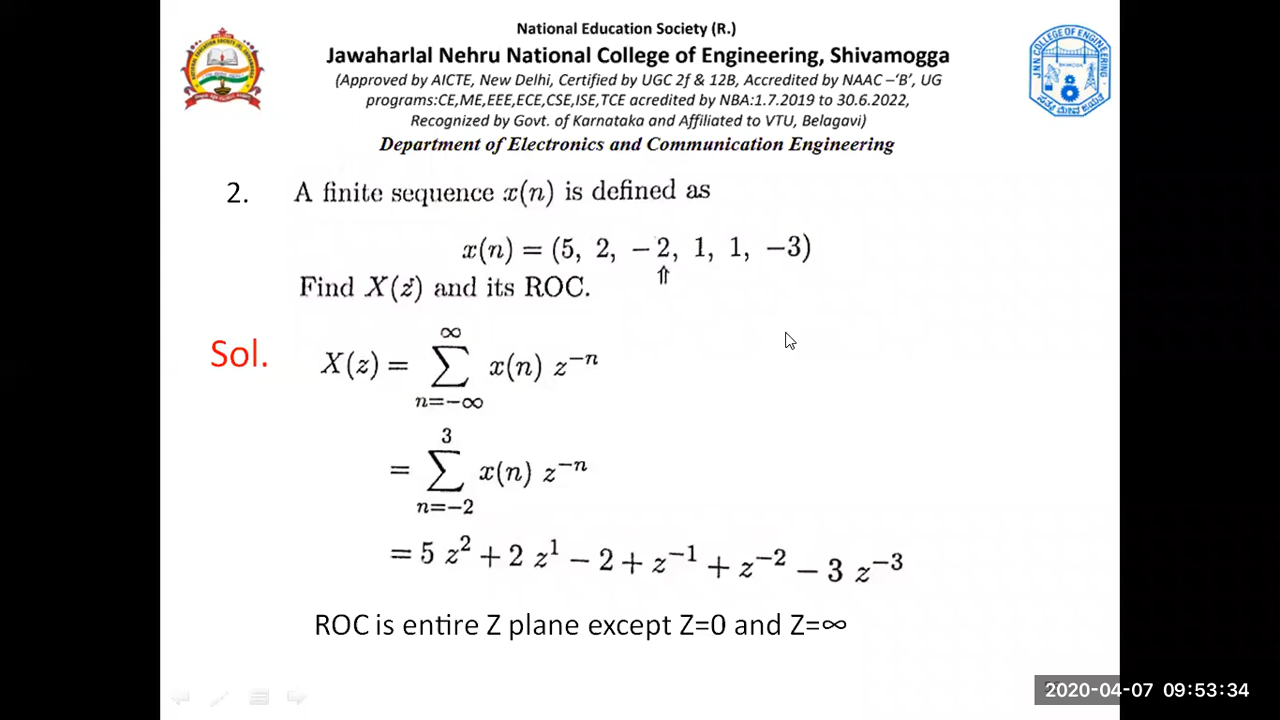 National Education Society (R.)
Jawaharlal Nehru National College of Engineering, Shivamogga
(Approved by AICTE, New Delhi, Certified by UGC 2f & 12B, Accredited by NAAC –‘B’, UG
programs:CE,ME,EEE,ECE,CSE,ISE,TCE acredited by NBA:1.7.2019 to 30.6.2022,
Recognized by Govt. of Karnataka and Affiliated to VTU, Belagavi)
Department of Electronics and Communication Engineering
2. A finite sequence x(n) is defined as
x(n) = (5, 2, −2, 1, 1, −3)
⇑
Find X(z) and its ROC.
Sol. X(z) = ∑_{n=−∞}^{∞} x(n) z^{−n}
= ∑_{n=−2}^{3} x(n) z^{−n}
= 5 z^2 + 2 z^1 − 2 + z^{−1} + z^{−2} − 3 z^{−3}
ROC is entire Z plane except Z=0 and Z=∞
2020-04-07 09:53:34